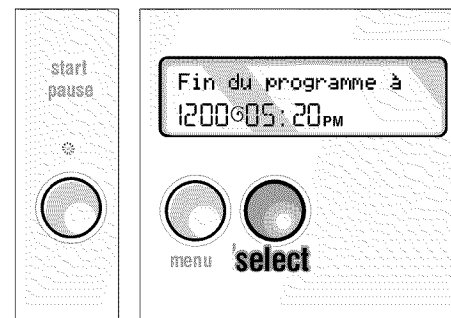 start
pause
Fin du programme à
1200 05:20PM
menu
select